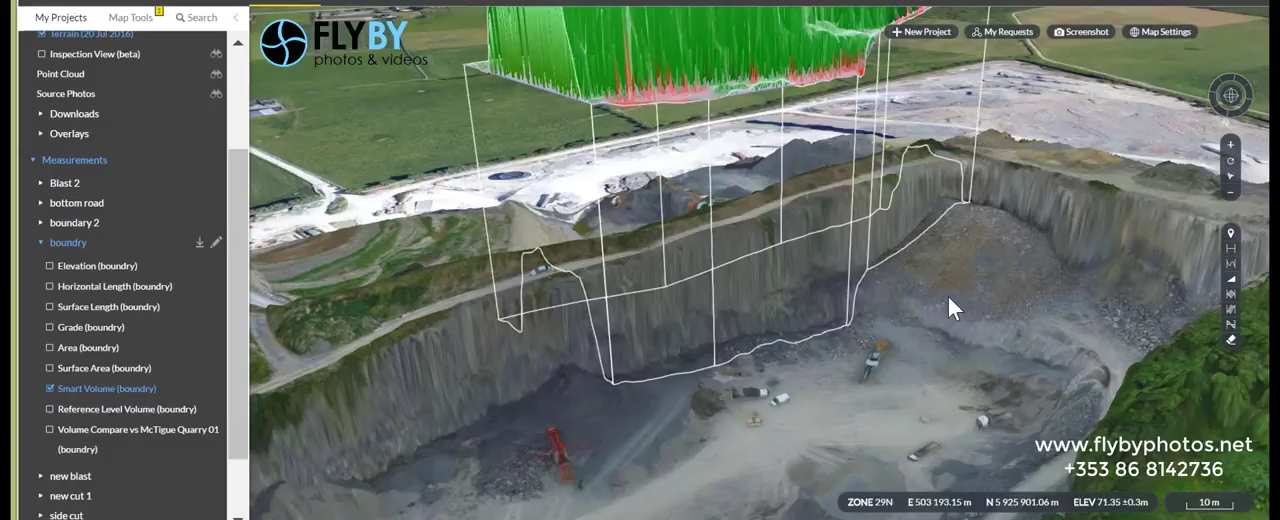 My Projects
Map Tools
3
Search
Terrain (20 Jul 2016)
Inspection View (beta)
Point Cloud
Source Photos
Downloads
Overlays
Measurements
Blast 2
bottom road
boundary 2
boundry
Elevation (boundry)
Horizontal Length (boundry)
Surface Length (boundry)
Grade (boundry)
Area (boundry)
Surface Area (boundry)
Smart Volume (boundry)
Reference Level Volume (boundry)
Volume Compare vs McTigue Quarry 01
(boundry)
new blast
new cut 1
side cut
FLYBY
photos & videos
+ New Project
My Requests
Screenshot
Map Settings
www.flybyphotos.net
+353 86 8142736
ZONE 29N E 503 193.15 m N 5 925 901.06 m ELEV 71.35 ±0.3m
10 m